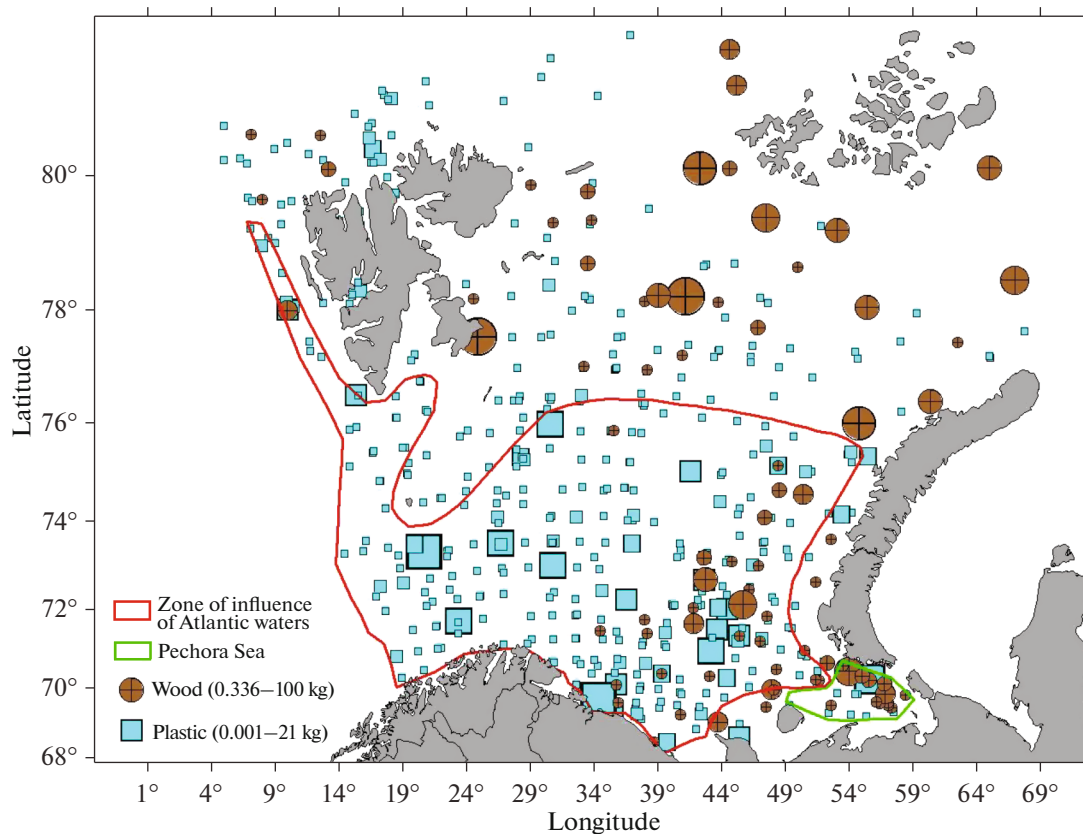 80°
78°
76°
74°
72°
70°
68°
Latitude
Zone of influence
of Atlantic waters
Pechora Sea
Wood (0.336–100 kg)
Plastic (0.001–21 kg)
1° 4° 9° 14° 19° 24° 29° 34° 39° 44° 49° 54° 59° 64° 69°
Longitude